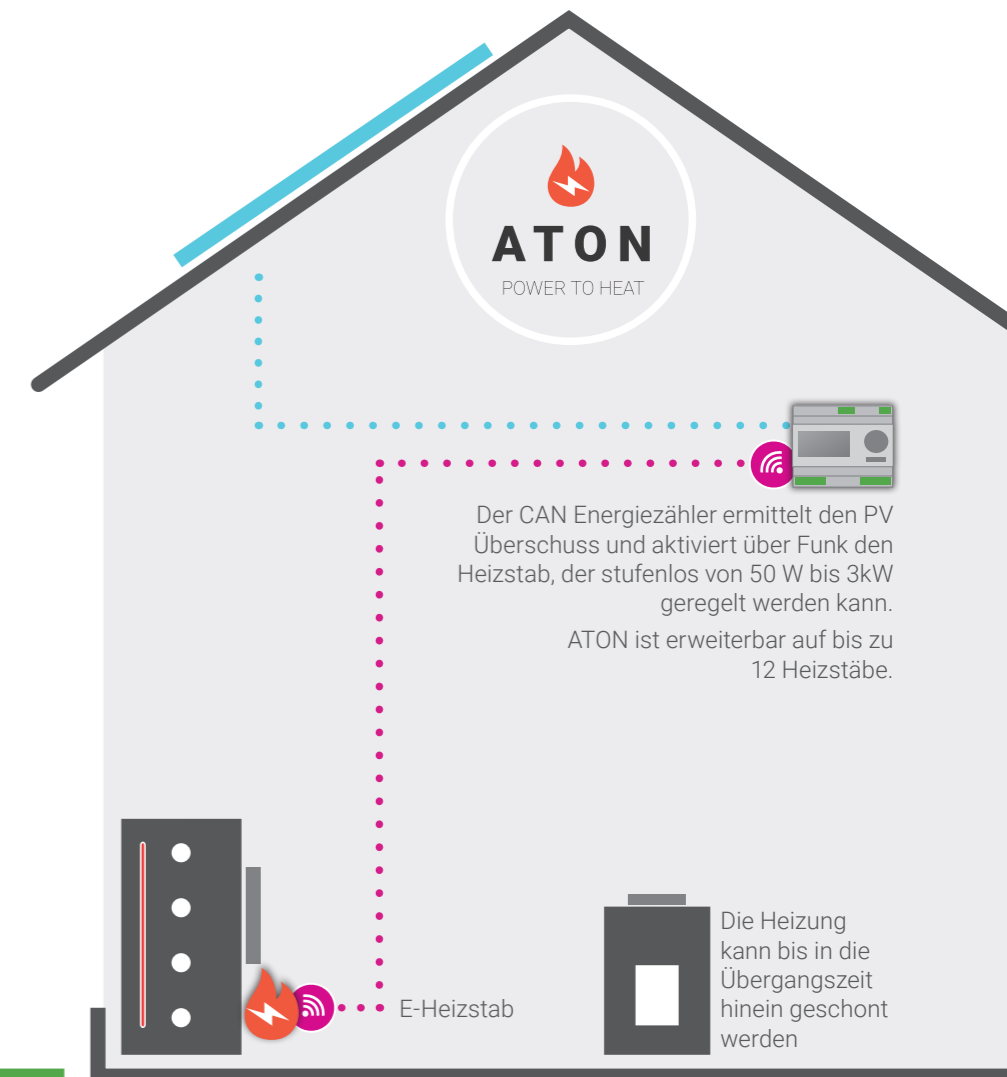 ATON
POWER TO HEAT
Der CAN Energiezähler ermittelt den PV
Überschuss und aktiviert über Funk den
Heizstab, der stufenlos von 50 W bis 3kW
geregelt werden kann.
ATON ist erweiterbar auf bis zu
12 Heizstäbe.
E-Heizstab
Die Heizung
kann bis in die
Übergangszeit
hinein geschont
werden